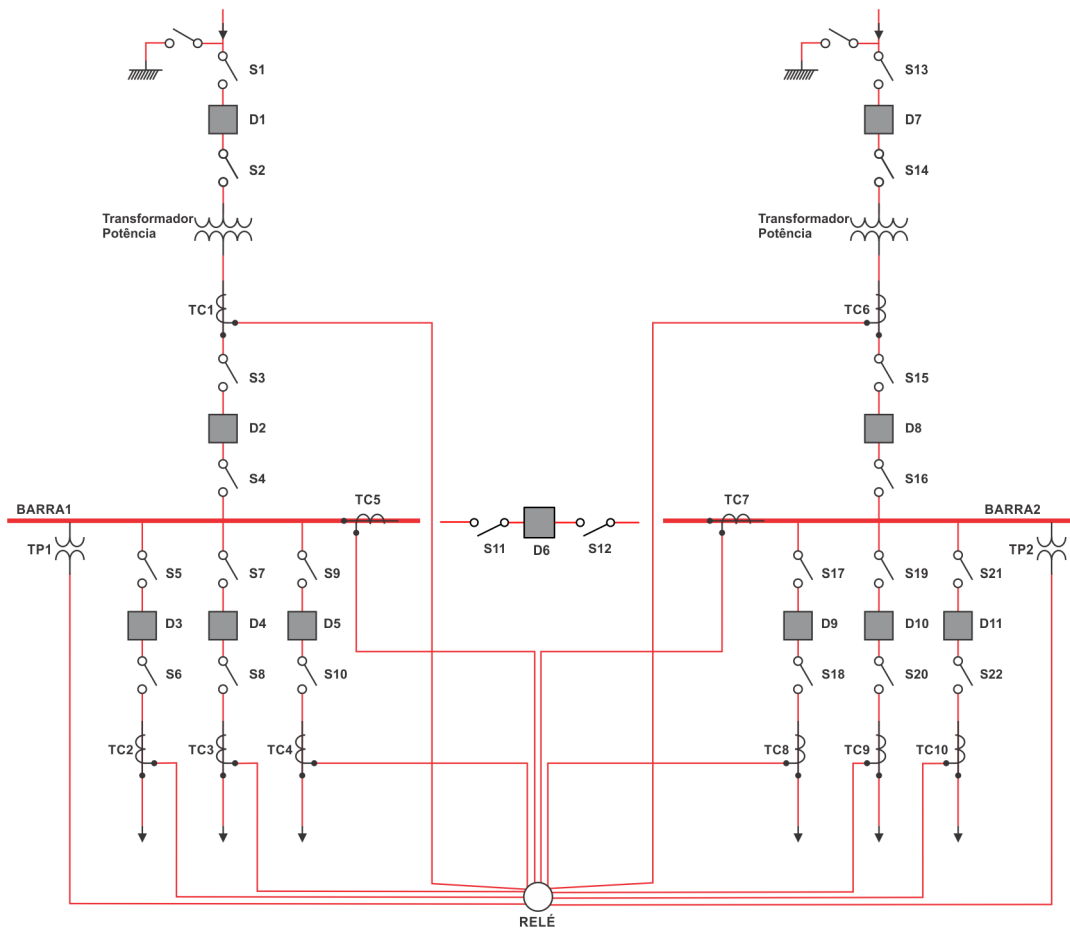 S1
S13
D1
D7
S2
S14
Transformador
Potência
Transformador
Potência
TC1
TC6
S3
S15
D2
D8
S4
S16
BARRA1
TC5
TC7
BARRA2
TP1
S11
D6
S12
TP2
S5
S7
S9
S17
S19
S21
D3
D4
D5
D9
D10
D11
S6
S8
S10
S18
S20
S22
TC2
TC3
TC4
TC8
TC9
TC10
RELÉ